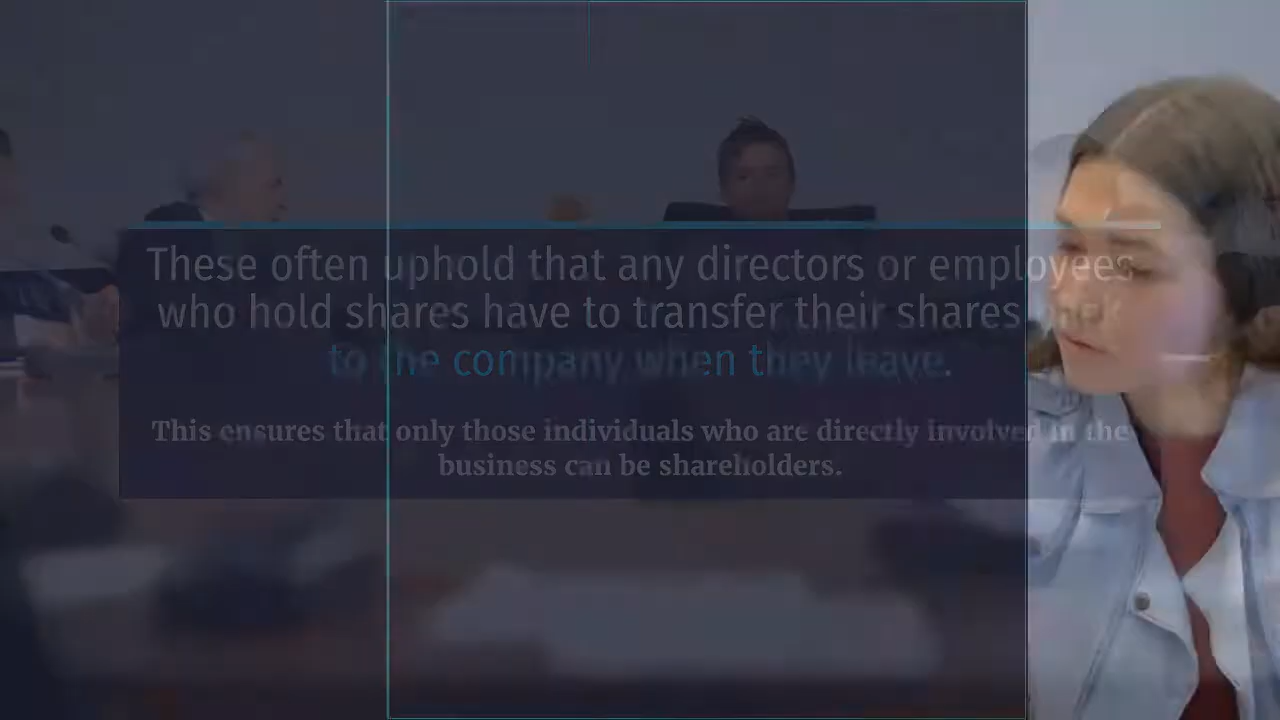 These often uphold that any directors or employees
who hold shares have to transfer their shares back
to the company when they leave.
This ensures that only those individuals who are directly involved in the
business can be shareholders.